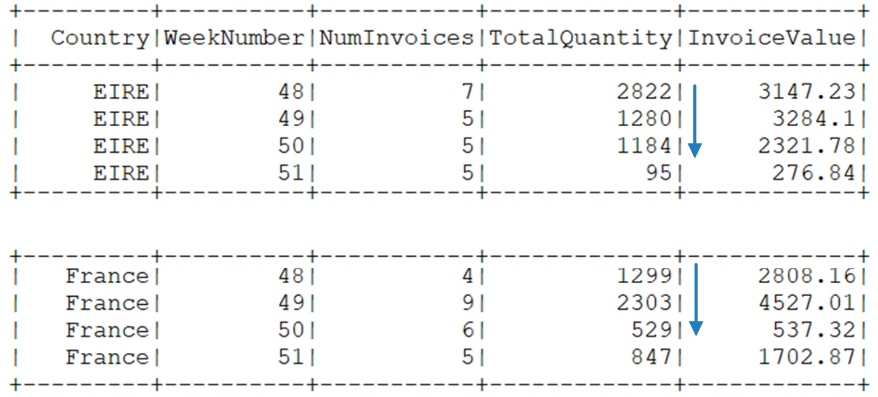 +---------+----------+-----------+-------------+------------+
|  Country|WeekNumber|NumInvoices|TotalQuantity|InvoiceValue|
+---------+----------+-----------+-------------+------------+
|     EIRE|        48|          7|         2822|     3147.23|
|     EIRE|        49|          5|         1280|      3284.1|
|     EIRE|        50|          5|         1184|     2321.78|
|     EIRE|        51|          5|           95|      276.84|
+---------+----------+-----------+-------------+------------+
+---------+----------+-----------+-------------+------------+
|   France|        48|          4|         1299|     2808.16|
|   France|        49|          9|         2303|     4527.01|
|   France|        50|          6|          529|      537.32|
|   France|        51|          5|          847|     1702.87|
+---------+----------+-----------+-------------+------------+